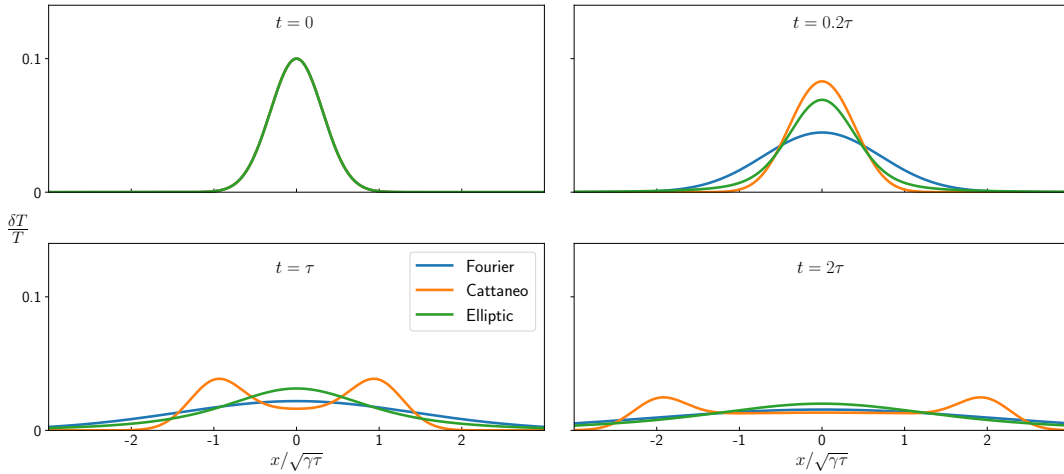 t = 0
t = 0.2τ
0.1
0
δT/T
t = τ
t = 2τ
Fourier
Cattaneo
Elliptic
0.1
0
-2 -1 0 1 2
-2 -1 0 1 2
x/√γτ
x/√γτ